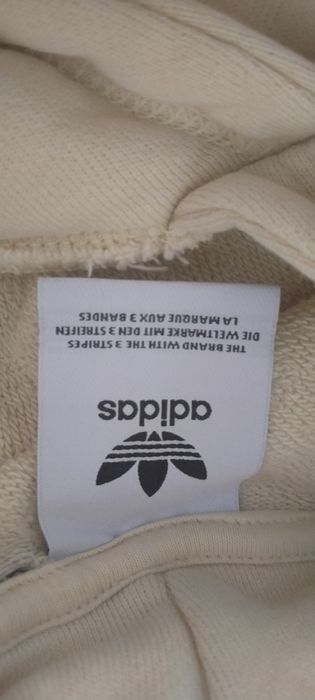 adidas
THE BRAND WITH THE 3 STRIPES
DIE WELTMARKE MIT DEN 3 STREIFEN
LA MARQUE AUX 3 BANDES